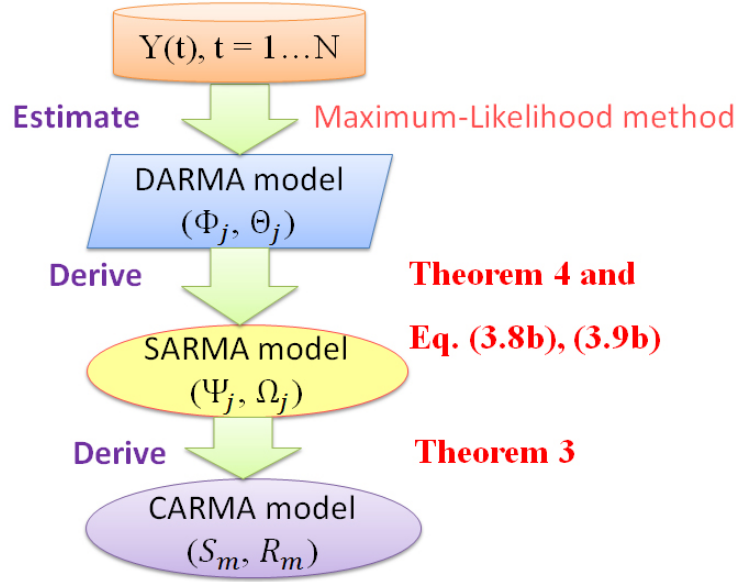 Y(t), t = 1…N
Estimate
Maximum-Likelihood method
DARMA model
(Φⱼ, Θⱼ)
Derive
Theorem 4 and
Eq. (3.8b), (3.9b)
SARMA model
(Ψⱼ, Ωⱼ)
Derive
Theorem 3
CARMA model
(Sₘ, Rₘ)